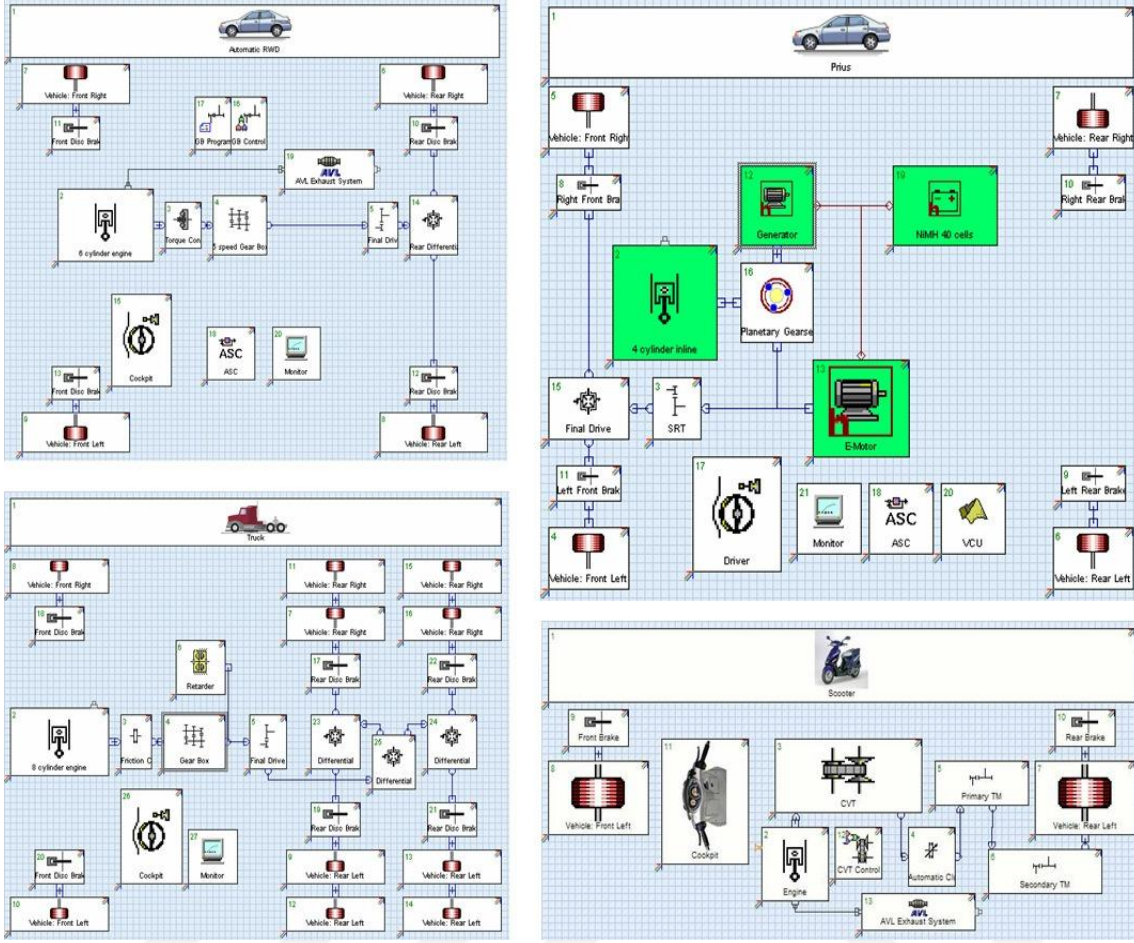 1
Automatic RWD
7
Vehicle: Front Right
6
Vehicle: Rear Right
17
GB Program
16
GB Control
11
Front Disc Brak
10
Rear Disc Brak
19
AVL
AVL Exhaust System
2
6 cylinder engine
3
Torque Con
4
5 speed Gear Box
5
Final Driv
14
Rear Differentia
15
Cockpit
18
ASC
ASC
20
Monitor
13
Front Disc Brak
12
Rear Disc Brak
9
Vehicle: Front Left
8
Vehicle: Rear Left
1
Prius
5
Vehicle: Front Righ
7
Vehicle: Rear Right
8
Right Front Bra
10
Right Rear Brak
12
Generator
19
NiMH 40 cells
2
4 cylinder inline
16
Planetary Gearse
15
Final Drive
3
SRT
13
E-Motor
11
Left Front Brak
17
Driver
21
Monitor
18
ASC
ASC
20
VCU
9
Left Rear Brake
4
Vehicle: Front Left
6
Vehicle: Rear Left
1
Truck
8
Vehicle: Front Right
11
Vehicle: Rear Right
15
Vehicle: Rear Right
18
Front Disc Brak
7
Vehicle: Rear Right
16
Vehicle: Rear Right
6
Retarder
17
Rear Disc Brak
22
Rear Disc Brak
2
8 cylinder engine
3
Friction C
4
Gear Box
5
Final Drive
23
Differential
25
Differential
24
Differential
26
Cockpit
27
Monitor
19
Rear Disc Brak
21
Rear Disc Brak
20
Front Disc Brak
9
Vehicle: Rear Left
13
Vehicle: Rear Left
10
Vehicle: Front Left
12
Vehicle: Rear Left
14
Vehicle: Rear Left
1
Scooter
9
Front Brake
10
Rear Brake
8
Vehicle: Front Left
11
Cockpit
3
CVT
5
Primary TM
7
Vehicle: Rear Left
2
Engine
CVT Control
4
Automatic Cl
6
Secondary TM
13
AVL
AVL Exhaust System